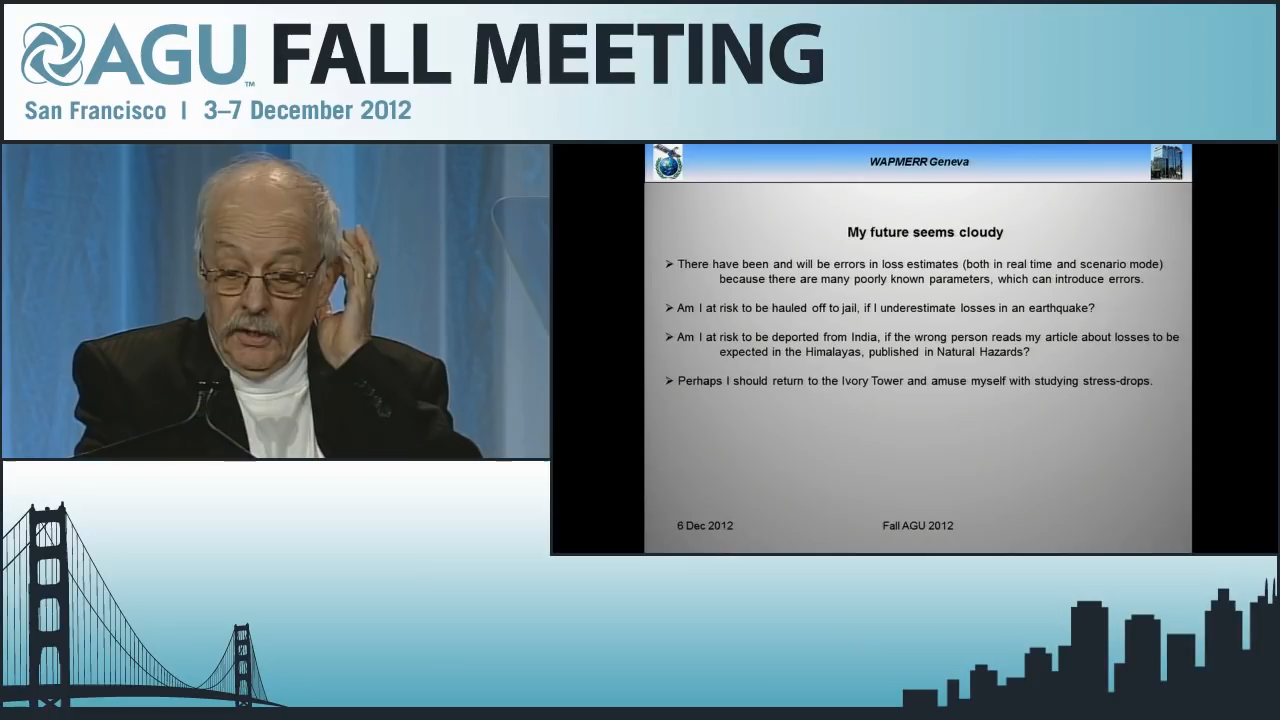 AGU™ FALL MEETING
San Francisco | 3–7 December 2012
WAPMERR Geneva
My future seems cloudy
➢ There have been and will be errors in loss estimates (both in real time and scenario mode)
because there are many poorly known parameters, which can introduce errors.
➢ Am I at risk to be hauled off to jail, if I underestimate losses in an earthquake?
➢ Am I at risk to be deported from India, if the wrong person reads my article about losses to be
expected in the Himalayas, published in Natural Hazards?
➢ Perhaps I should return to the Ivory Tower and amuse myself with studying stress-drops.
6 Dec 2012
Fall AGU 2012